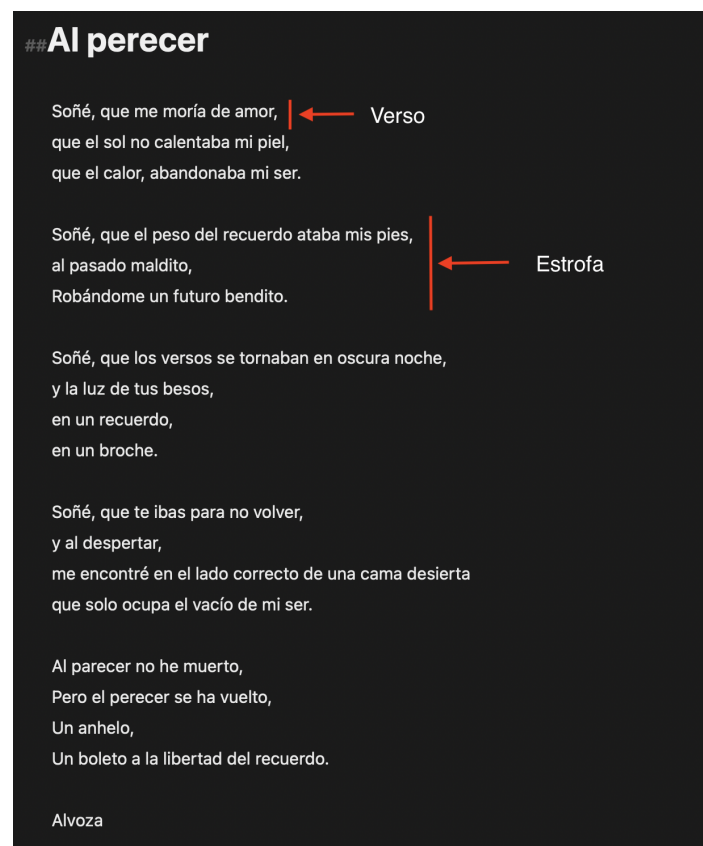 ##Al perecer
Soñé, que me moría de amor,
Verso
que el sol no calentaba mi piel,
que el calor, abandonaba mi ser.
Soñé, que el peso del recuerdo ataba mis pies,
al pasado maldito,
Estrofa
Robándome un futuro bendito.
Soñé, que los versos se tornaban en oscura noche,
y la luz de tus besos,
en un recuerdo,
en un broche.
Soñé, que te ibas para no volver,
y al despertar,
me encontré en el lado correcto de una cama desierta
que solo ocupa el vacío de mi ser.
Al parecer no he muerto,
Pero el perecer se ha vuelto,
Un anhelo,
Un boleto a la libertad del recuerdo.
Alvoza